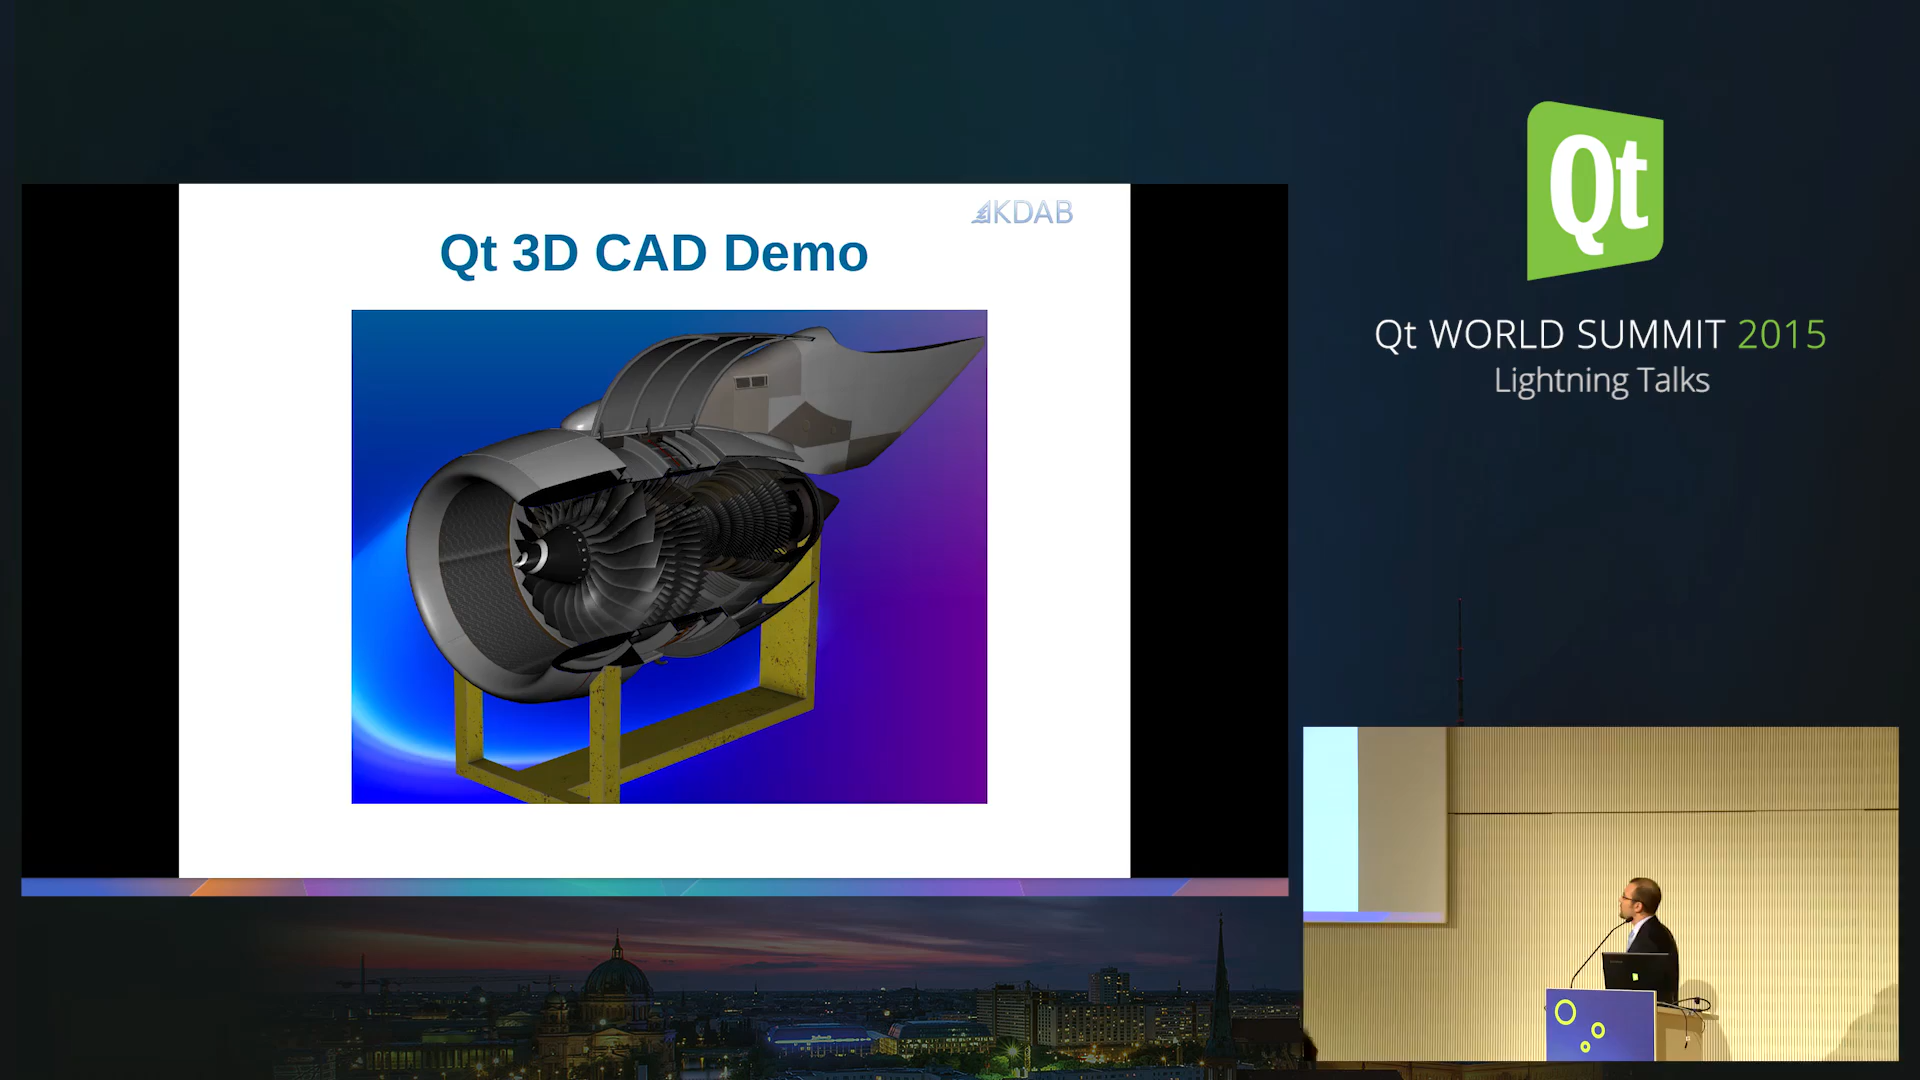 KDAB
Qt 3D CAD Demo
Qt
Qt WORLD SUMMIT 2015
Lightning Talks